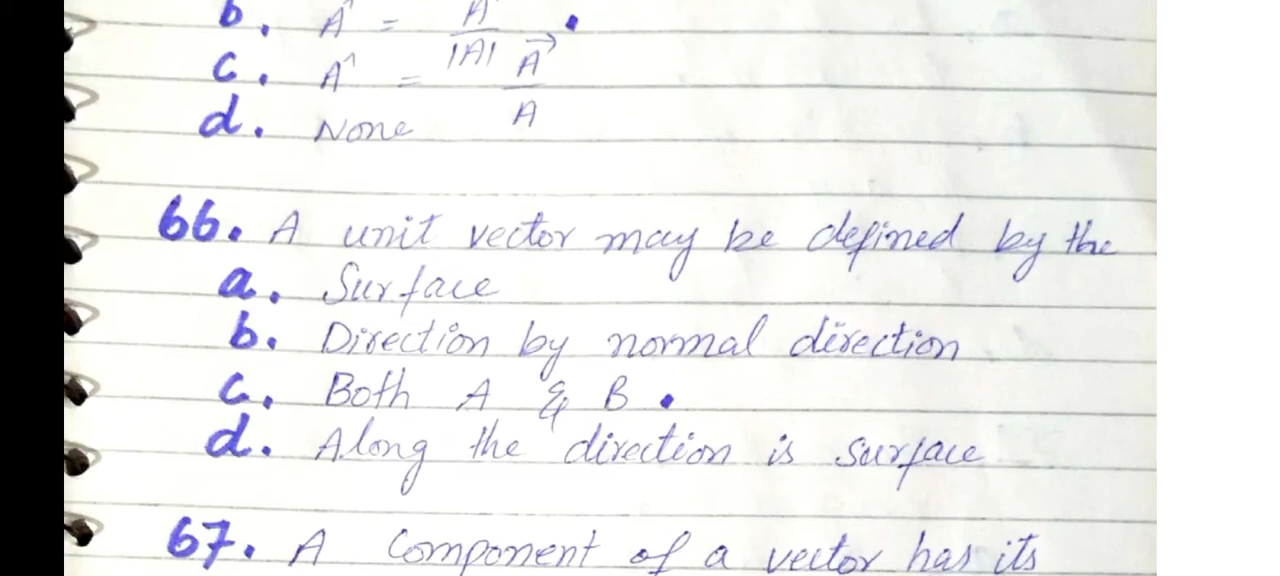 b. Â = A
|A|
c. Â = A⃗
A
d. None
66. A unit vector may be defined by the
a. Surface
b. Direction by normal direction
c. Both A & B .
d. Along the direction is surface
67. A Component of a vector has its